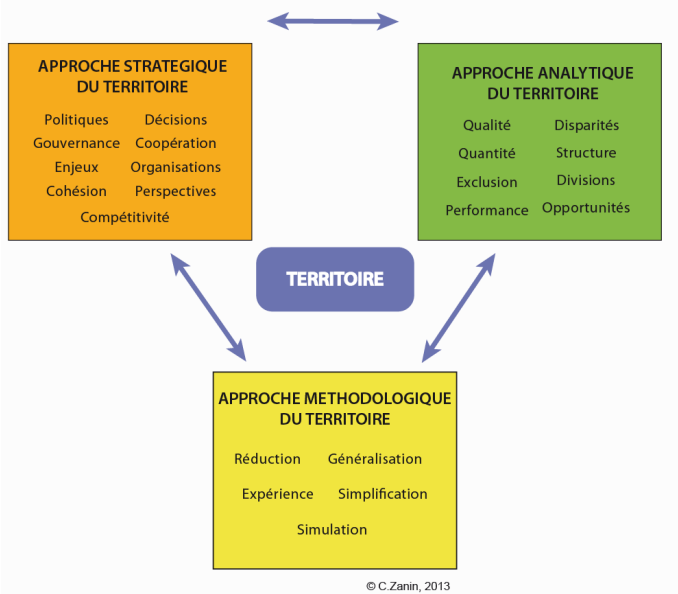 APPROCHE STRATEGIQUE
DU TERRITOIRE
Politiques Décisions
Gouvernance Coopération
Enjeux Organisations
Cohésion Perspectives
Compétitivité
APPROCHE ANALYTIQUE
DU TERRITOIRE
Qualité Disparités
Quantité Structure
Exclusion Divisions
Performance Opportunités
TERRITOIRE
APPROCHE METHODOLOGIQUE
DU TERRITOIRE
Réduction Généralisation
Expérience Simplification
Simulation
© C.Zanin, 2013